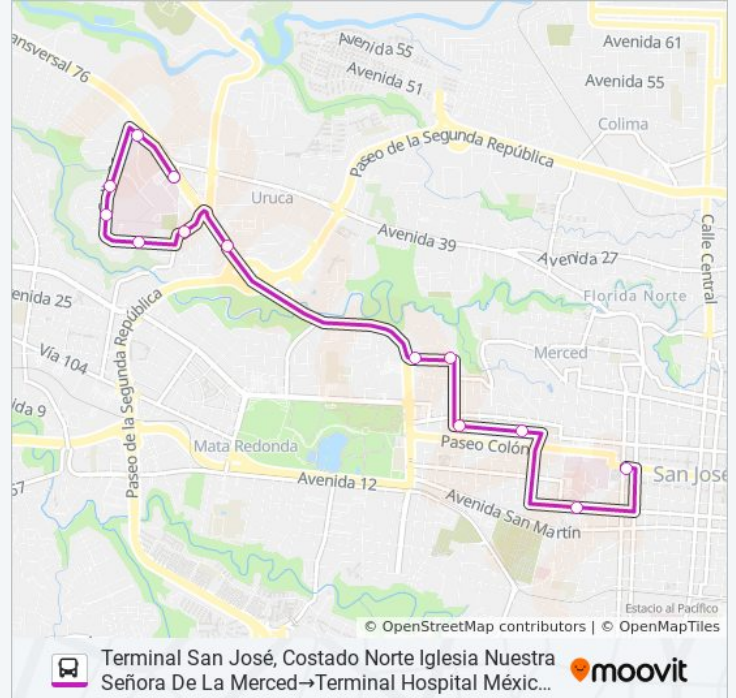 Avenida 55
Avenida 61
ansversal 76
Avenida 51
Avenida 55
Colima
Paseo de la Segunda República
Uruca
Calle Central
Avenida 39
Avenida 27
enida 25
Florida Norte
Vía 104
Merced
Paseo de la Segunda República
ida 9
Mata Redonda
Paseo Colón
San José
Avenida 12
Avenida San Martín
Estacio al Pacífico
© OpenStreetMap contributors | © OpenMapTiles
Terminal San José, Costado Norte Iglesia Nuestra
Señora De La Merced→Terminal Hospital Méxic...
moovit